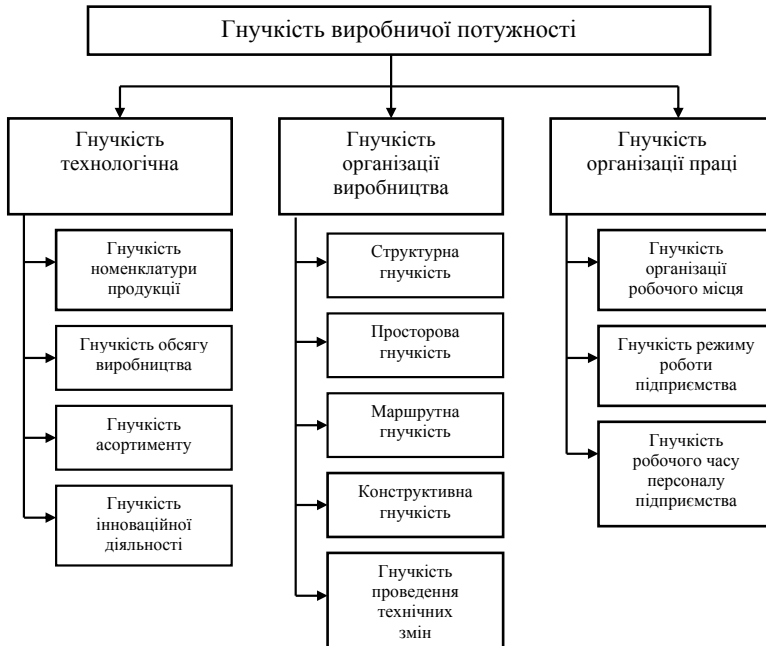 Гнучкість виробничої потужності
Гнучкість
технологічна
Гнучкість
номенклатури
продукції
Гнучкість обсягу
виробництва
Гнучкість
асортименту
Гнучкість
інноваційної
діяльності
Гнучкість
організації
виробництва
Структурна
гнучкість
Просторова
гнучкість
Маршрутна
гнучкість
Конструктивна
гнучкість
Гнучкість
проведення
технічних
змін
Гнучкість
організації праці
Гнучкість
організації
робочого місця
Гнучкість режиму
роботи
підприємства
Гнучкість
робочого часу
персоналу
підприємства